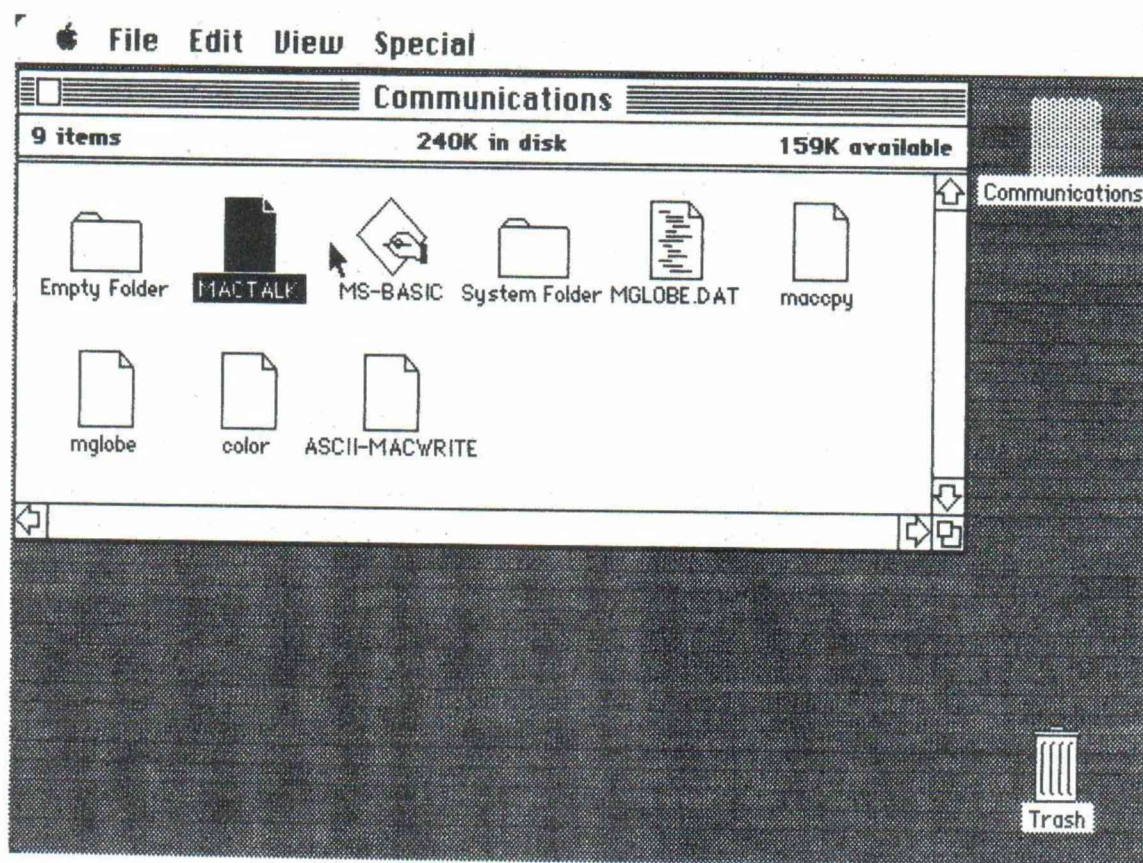 File Edit View Special
Communications
9 items 240K in disk 159K available
Communications
Empty Folder MACTALK MS-BASIC System Folder MGLOBE.DAT maccpy
mglobe color ASCII-MACWRITE
Trash